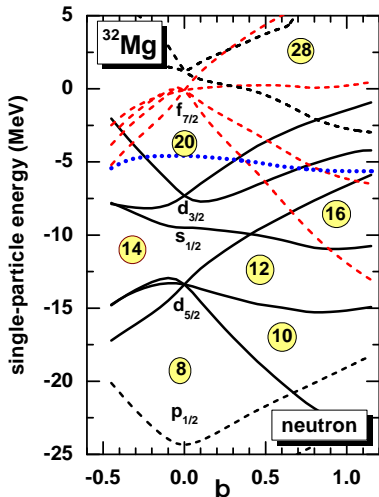 ³²Mg
single-particle energy (MeV)
5
0
-5
-10
-15
-20
-25
28
f₇/₂
20
d₃/₂
16
s₁/₂
14
12
d₅/₂
10
8
p₁/₂
neutron
-0.5 0.0 0.5 1.0
b